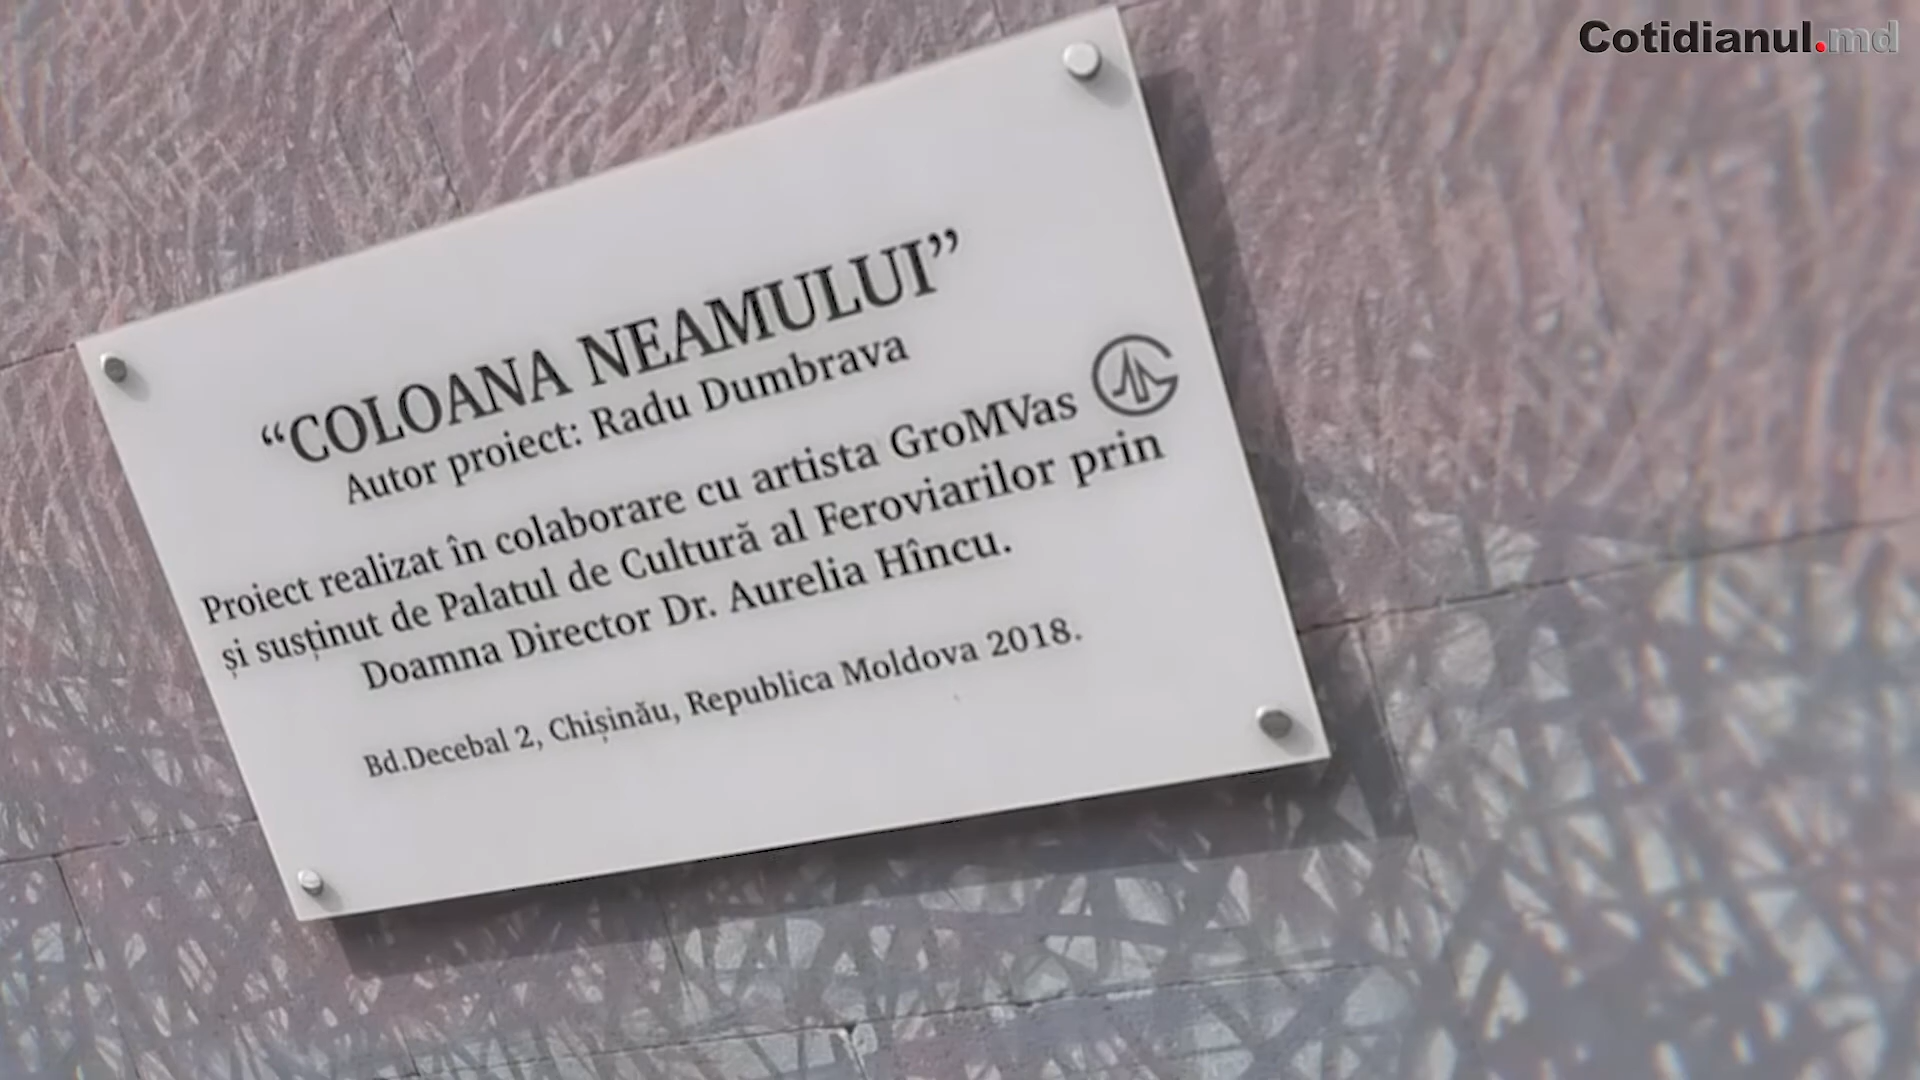 Cotidianul.md
“COLOANA NEAMULUI”
Autor proiect: Radu Dumbrava
Proiect realizat în colaborare cu artista GroMVas
și susținut de Palatul de Cultură al Feroviarilor prin
Doamna Director Dr. Aurelia Hîncu.
Bd.Decebal 2, Chișinău, Republica Moldova 2018.